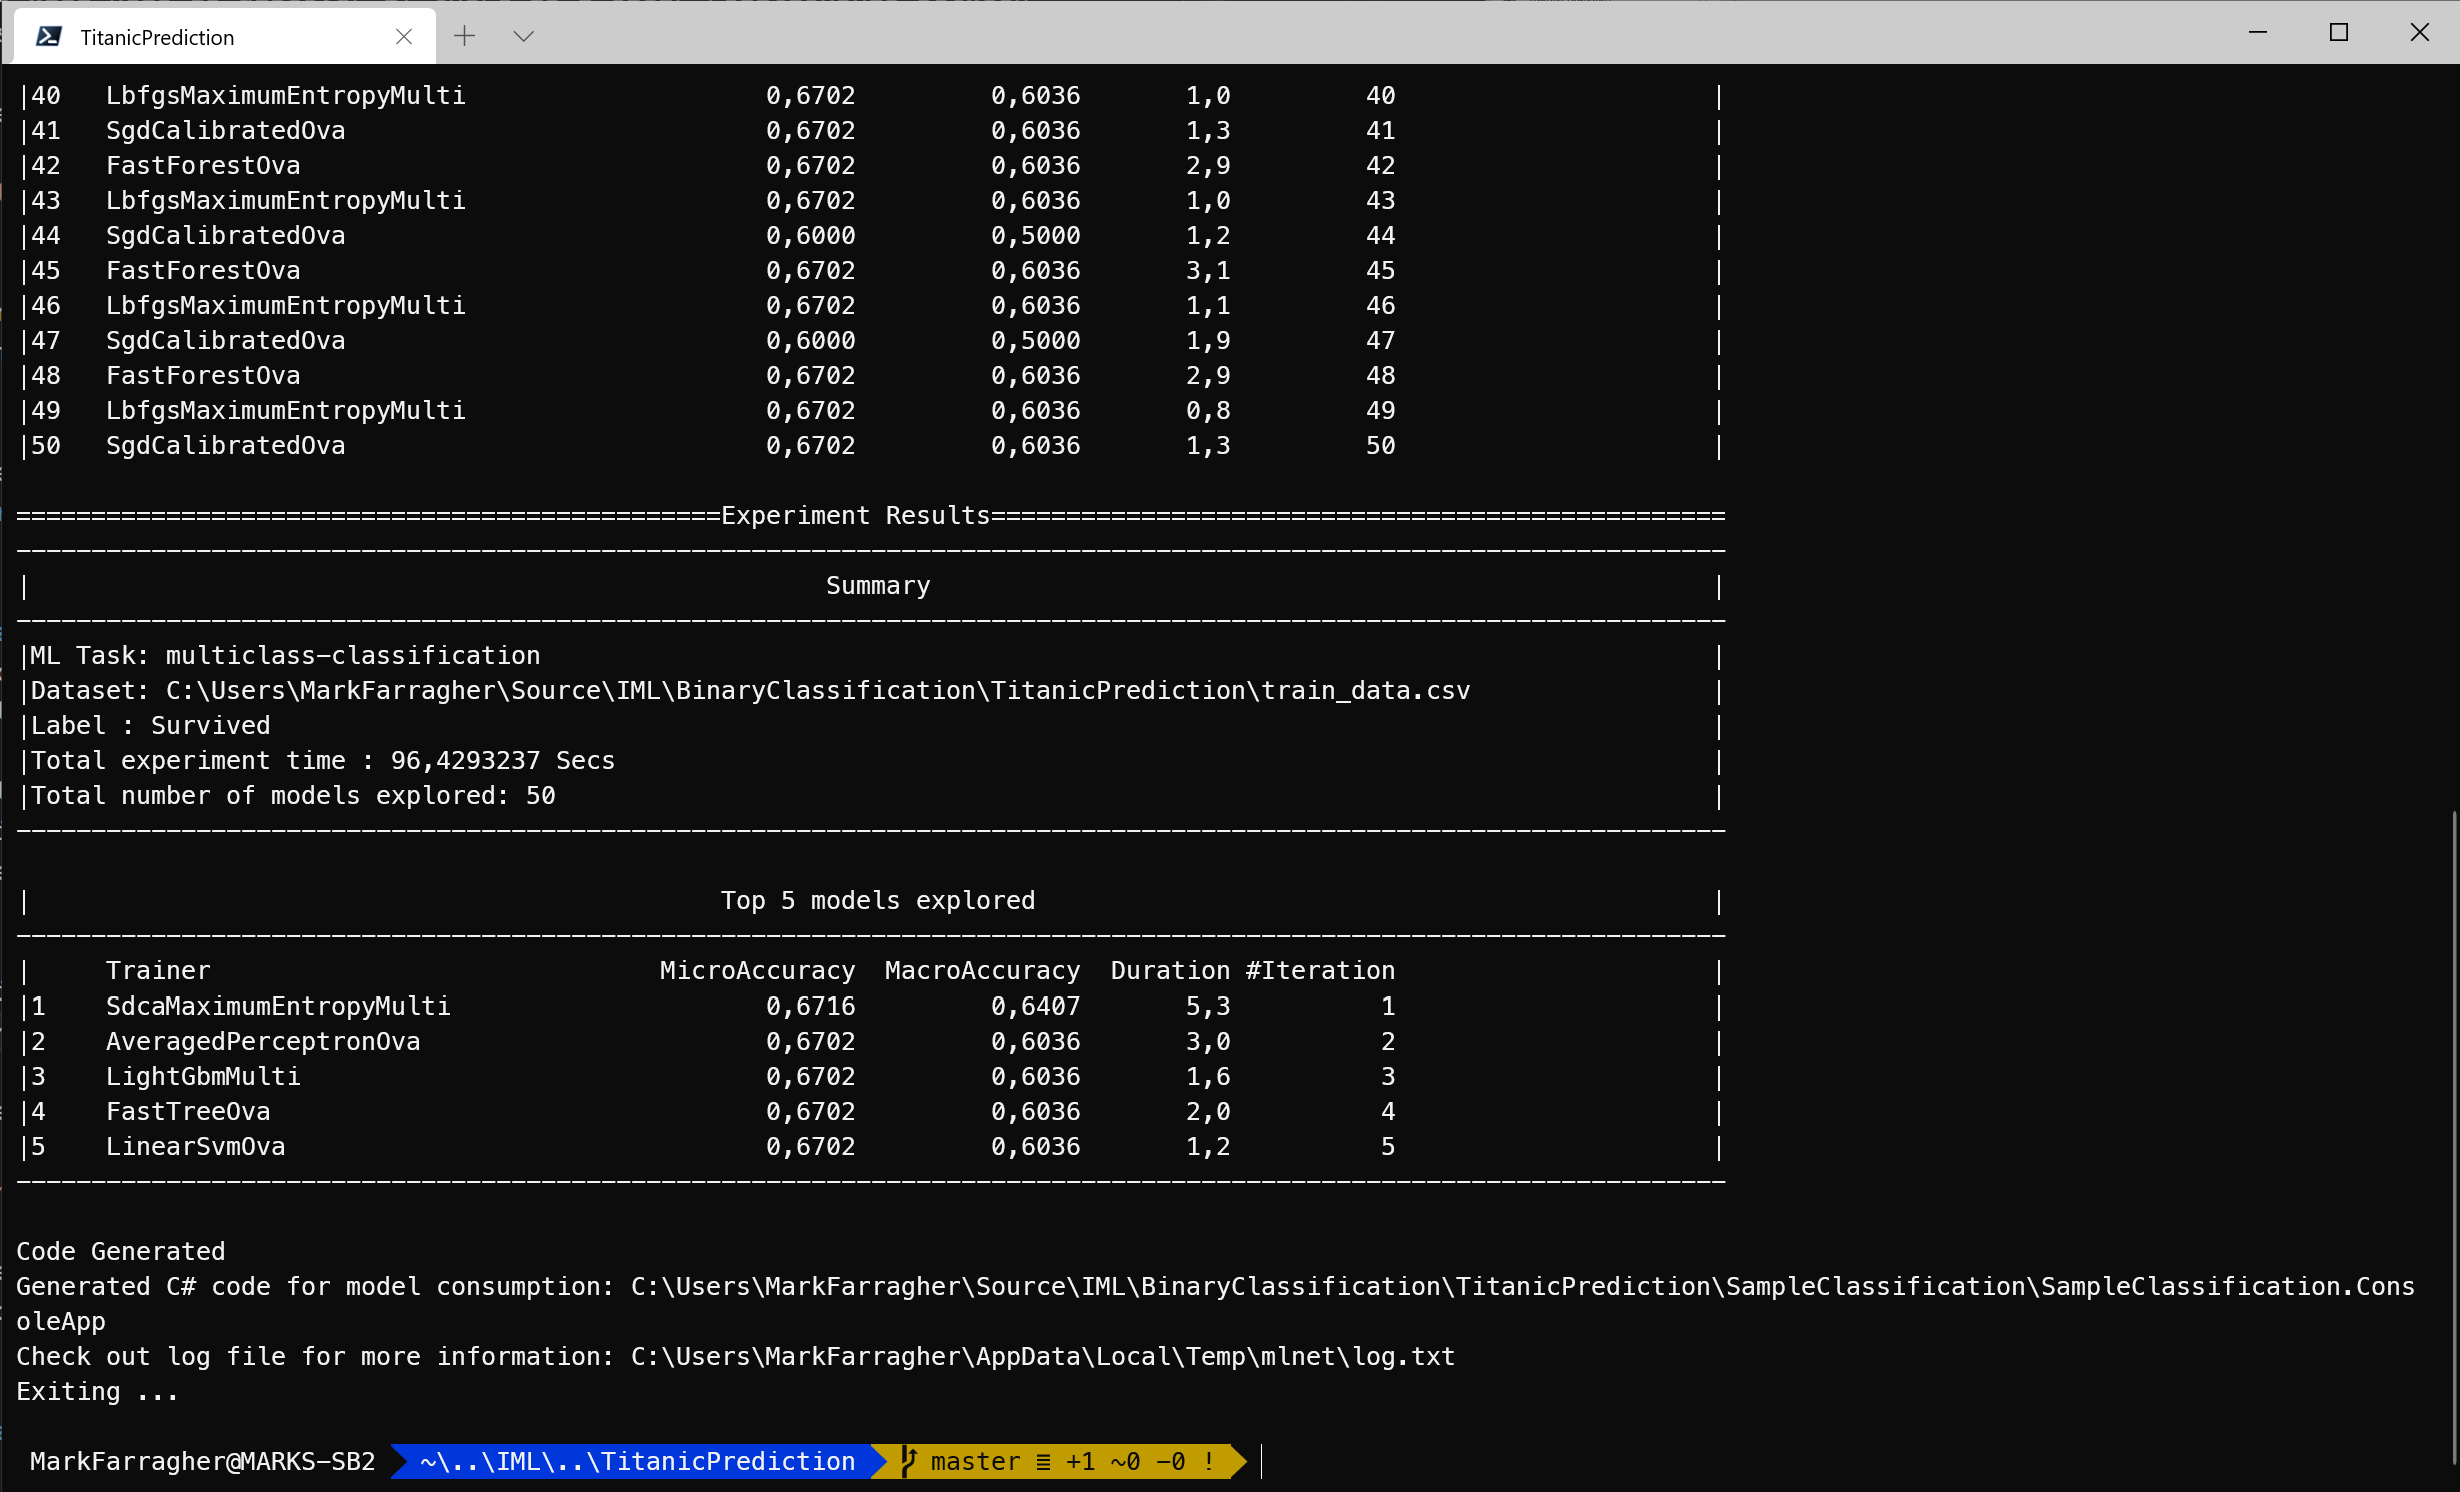 TitanicPrediction
|40 LbfgsMaximumEntropyMulti 0,6702 0,6036 1,0 40 |
|41 SgdCalibratedOva 0,6702 0,6036 1,3 41 |
|42 FastForestOva 0,6702 0,6036 2,9 42 |
|43 LbfgsMaximumEntropyMulti 0,6702 0,6036 1,0 43 |
|44 SgdCalibratedOva 0,6000 0,5000 1,2 44 |
|45 FastForestOva 0,6702 0,6036 3,1 45 |
|46 LbfgsMaximumEntropyMulti 0,6702 0,6036 1,1 46 |
|47 SgdCalibratedOva 0,6000 0,5000 1,9 47 |
|48 FastForestOva 0,6702 0,6036 2,9 48 |
|49 LbfgsMaximumEntropyMulti 0,6702 0,6036 0,8 49 |
|50 SgdCalibratedOva 0,6702 0,6036 1,3 50 |
===============================================Experiment Results=================================================
------------------------------------------------------------------------------------------------------------------
| Summary |
------------------------------------------------------------------------------------------------------------------
|ML Task: multiclass-classification |
|Dataset: C:\Users\MarkFarragher\Source\IML\BinaryClassification\TitanicPrediction\train_data.csv |
|Label : Survived |
|Total experiment time : 96,4293237 Secs |
|Total number of models explored: 50 |
------------------------------------------------------------------------------------------------------------------
| Top 5 models explored |
------------------------------------------------------------------------------------------------------------------
| Trainer MicroAccuracy MacroAccuracy Duration #Iteration |
|1 SdcaMaximumEntropyMulti 0,6716 0,6407 5,3 1 |
|2 AveragedPerceptronOva 0,6702 0,6036 3,0 2 |
|3 LightGbmMulti 0,6702 0,6036 1,6 3 |
|4 FastTreeOva 0,6702 0,6036 2,0 4 |
|5 LinearSvmOva 0,6702 0,6036 1,2 5 |
------------------------------------------------------------------------------------------------------------------
Code Generated
Generated C# code for model consumption: C:\Users\MarkFarragher\Source\IML\BinaryClassification\TitanicPrediction\SampleClassification\SampleClassification.Cons
oleApp
Check out log file for more information: C:\Users\MarkFarragher\AppData\Local\Temp\mlnet\log.txt
Exiting ...
MarkFarragher@MARKS-SB2 ~\..\IML\..\TitanicPrediction master ≡ +1 ~0 -0 !